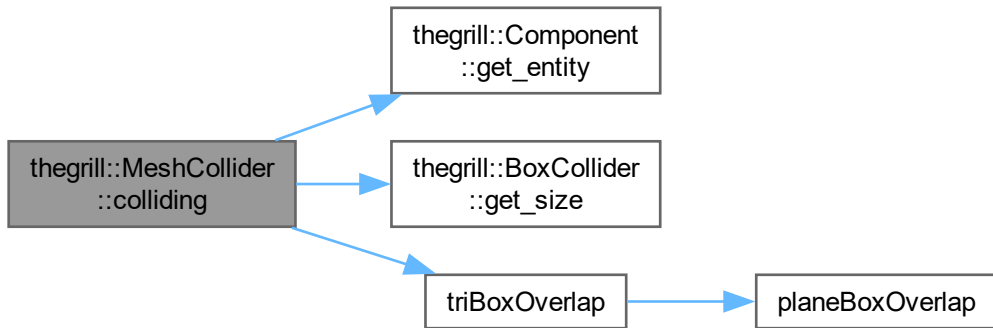 thegrill::Component
::get_entity
thegrill::MeshCollider
::colliding
thegrill::BoxCollider
::get_size
triBoxOverlap
planeBoxOverlap